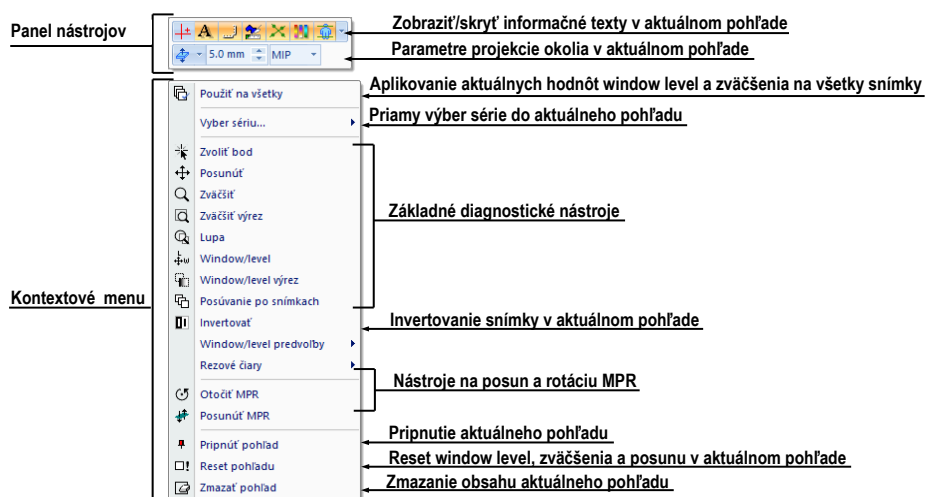 Panel nástrojov
A
5.0 mm MIP
Zobraziť/skryť informačné texty v aktuálnom pohľade
Parametre projekcie okolia v aktuálnom pohľade
Kontextové menu
Použiť na všetky
Aplikovanie aktuálnych hodnôt window level a zväčšenia na všetky snímky
Vyber sériu...
Priamy výber série do aktuálneho pohľadu
Zvoliť bod
Posunúť
Zväčšiť
Zväčšiť výrez
Základné diagnostické nástroje
Lupa
Window/level
Window/level výrez
Posúvanie po snímkach
Invertovať
Invertovanie snímky v aktuálnom pohľade
Window/level predvoľby
Rezové čiary
Nástroje na posun a rotáciu MPR
Otočiť MPR
Posunúť MPR
Pripnúť pohľad
Pripnutie aktuálneho pohľadu
Reset pohľadu
Reset window level, zväčšenia a posunu v aktuálnom pohľade
Zmazať pohľad
Zmazanie obsahu aktuálneho pohľadu